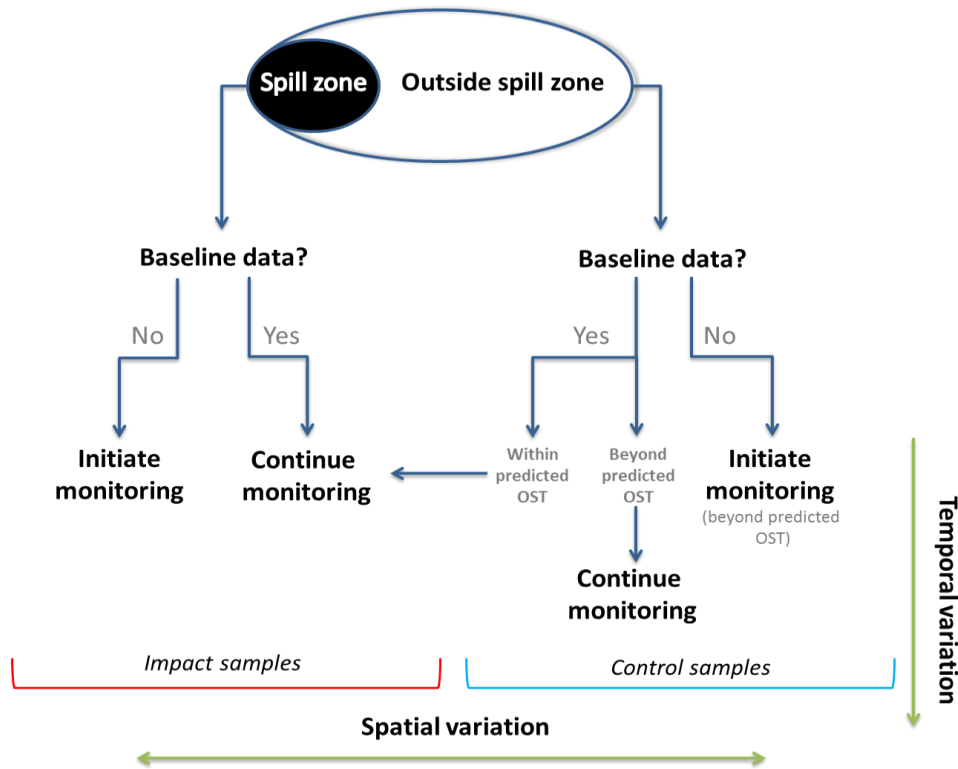 Spill zone
Outside spill zone
Baseline data?
Baseline data?
No
Yes
Yes
No
Initiate
monitoring
Continue
monitoring
Within
predicted
OST
Beyond
predicted
OST
Initiate
monitoring
(beyond predicted
OST)
Continue
monitoring
Impact samples
Control samples
Spatial variation
Temporal variation